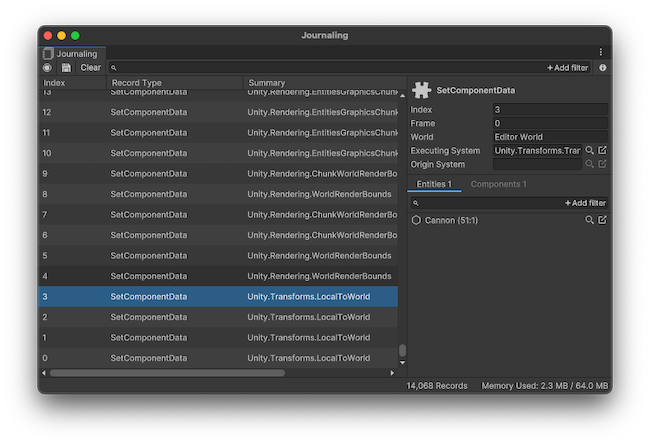 Journaling
Journaling
Clear
+ Add filter
Index Record Type Summary
13 SetComponentData Unity.Rendering.EntitiesGraphicsChunk
12 SetComponentData Unity.Rendering.EntitiesGraphicsChunk
11 SetComponentData Unity.Rendering.EntitiesGraphicsChunk
10 SetComponentData Unity.Rendering.EntitiesGraphicsChunk
9 SetComponentData Unity.Rendering.ChunkWorldRenderBo
8 SetComponentData Unity.Rendering.WorldRenderBounds
7 SetComponentData Unity.Rendering.ChunkWorldRenderBo
6 SetComponentData Unity.Rendering.ChunkWorldRenderBo
5 SetComponentData Unity.Rendering.WorldRenderBounds
4 SetComponentData Unity.Rendering.WorldRenderBounds
3 SetComponentData Unity.Transforms.LocalToWorld
2 SetComponentData Unity.Transforms.LocalToWorld
1 SetComponentData Unity.Transforms.LocalToWorld
0 SetComponentData Unity.Transforms.LocalToWorld
SetComponentData
Index 3
Frame 0
World Editor World
Executing System Unity.Transforms.Trar
Origin System
Entities 1 Components 1
+ Add filter
Cannon (51:1)
14,068 Records Memory Used: 2.3 MB / 64.0 MB